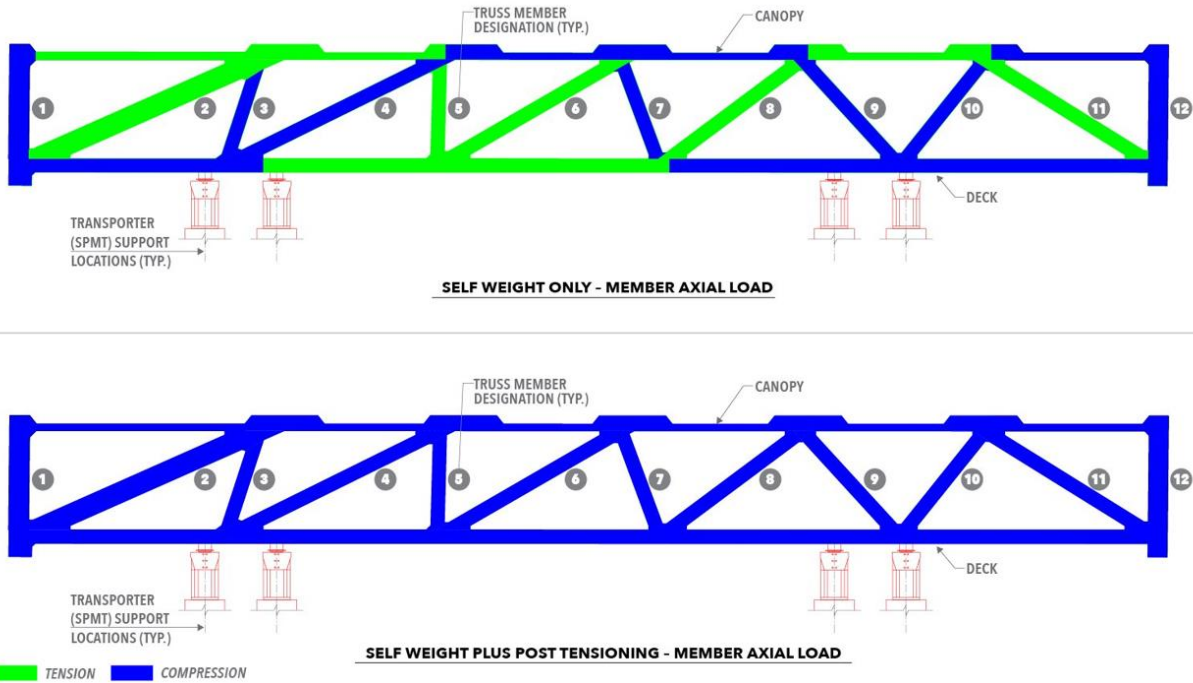 TRUSS MEMBER
DESIGNATION (TYP.)
CANOPY
1
2
3
4
5
6
7
8
9
10
11
12
TRANSPORTER
(SPMT) SUPPORT
LOCATIONS (TYP.)
DECK
SELF WEIGHT ONLY - MEMBER AXIAL LOAD
TRUSS MEMBER
DESIGNATION (TYP.)
CANOPY
1
2
3
4
5
6
7
8
9
10
11
12
DECK
TRANSPORTER
(SPMT) SUPPORT
LOCATIONS (TYP.)
SELF WEIGHT PLUS POST TENSIONING - MEMBER AXIAL LOAD
TENSION
COMPRESSION